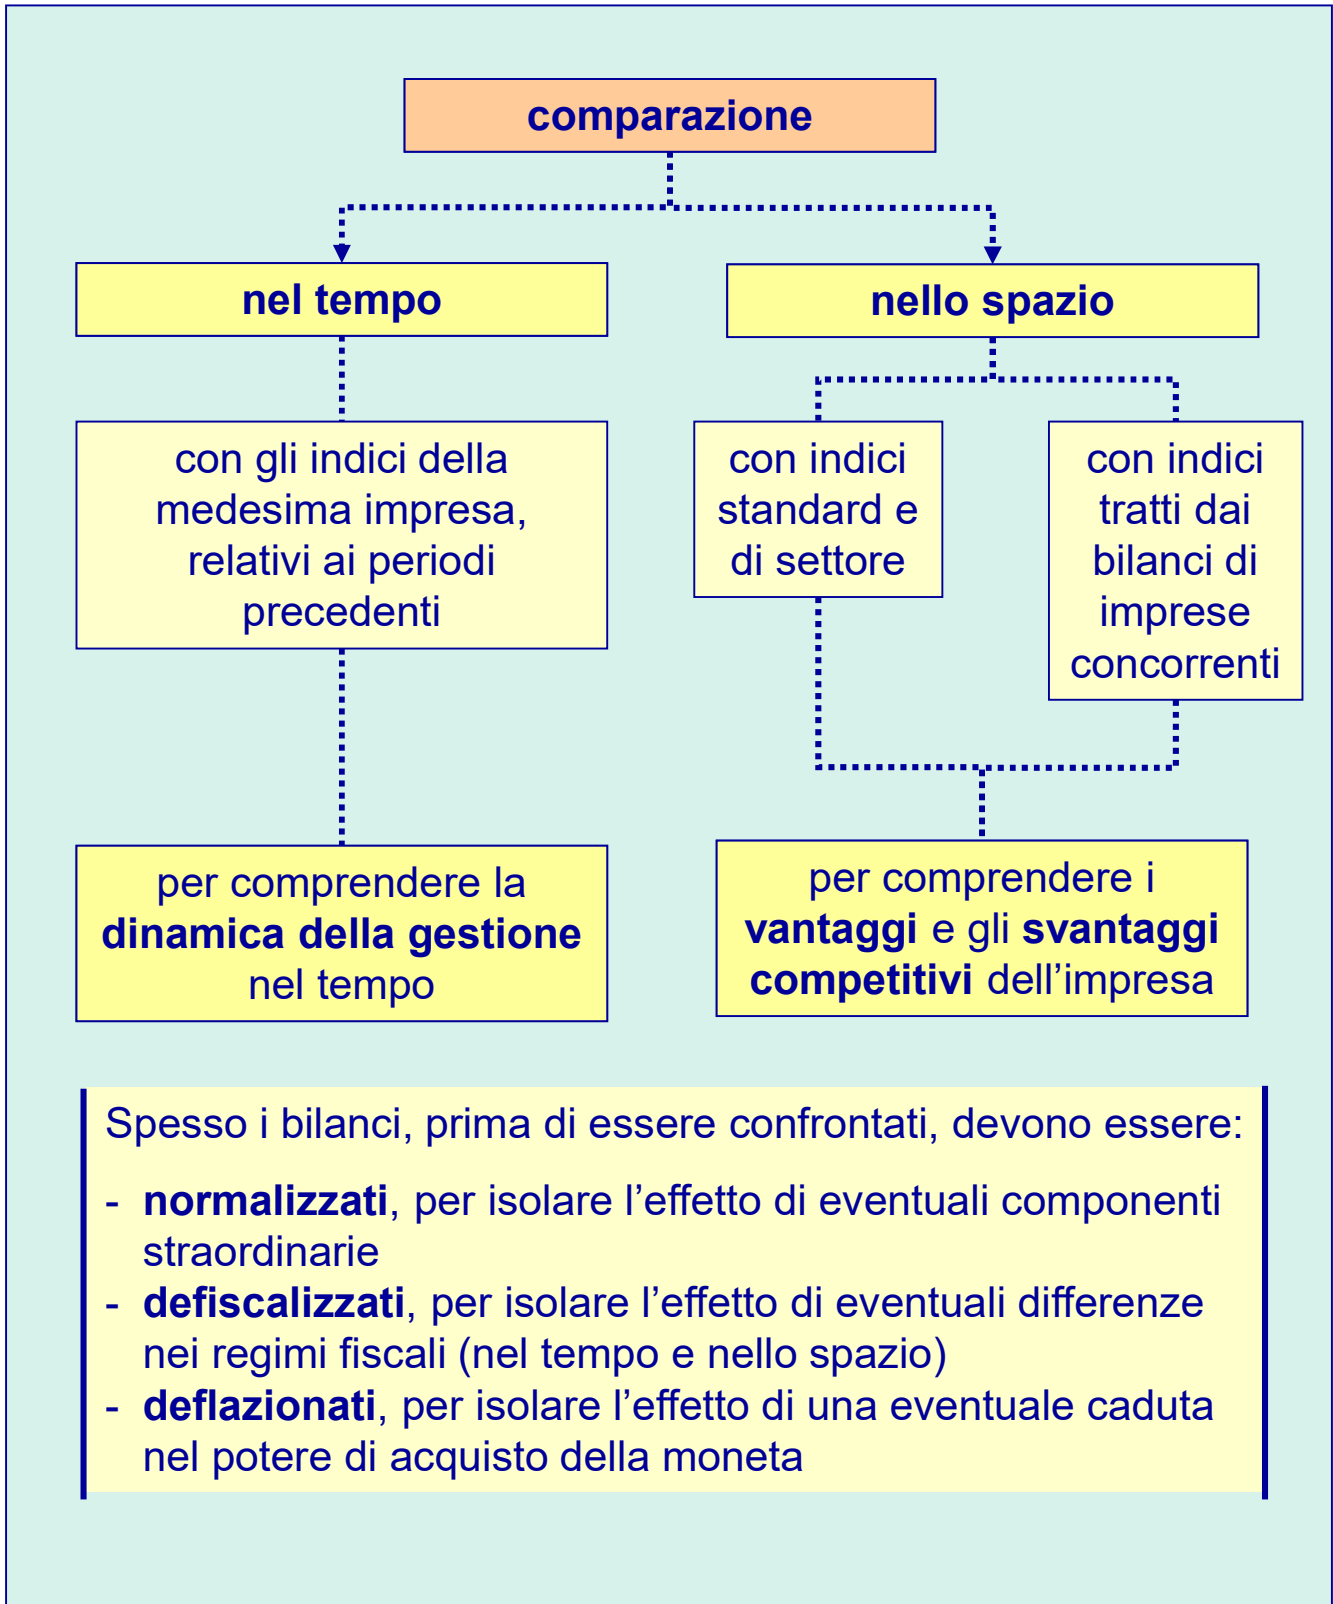 comparazione
nel tempo
nello spazio
con gli indici della
medesima impresa,
relativi ai periodi
precedenti
con indici
standard e
di settore
con indici
tratti dai
bilanci di
imprese
concorrenti
per comprendere la
dinamica della gestione
nel tempo
per comprendere i
vantaggi e gli svantaggi
competitivi dell’impresa
Spesso i bilanci, prima di essere confrontati, devono essere:
- normalizzati, per isolare l’effetto di eventuali componenti
straordinarie
- defiscalizzati, per isolare l’effetto di eventuali differenze
nei regimi fiscali (nel tempo e nello spazio)
- deflazionati, per isolare l’effetto di una eventuale caduta
nel potere di acquisto della moneta